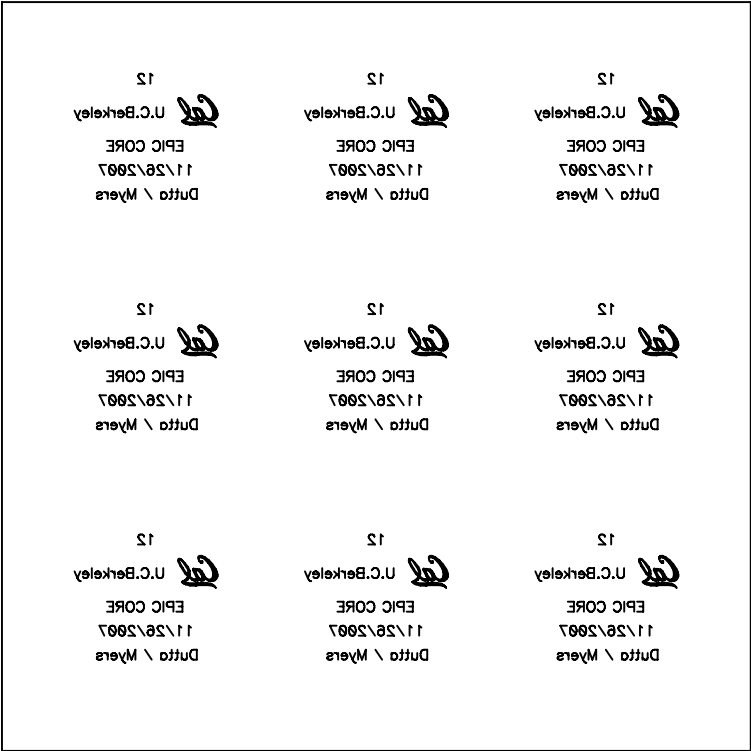 12
Cal U.C.Berkeley
EPIC CORE
11/26/2007
Dutta / Myers
12
Cal U.C.Berkeley
EPIC CORE
11/26/2007
Dutta / Myers
12
Cal U.C.Berkeley
EPIC CORE
11/26/2007
Dutta / Myers
12
Cal U.C.Berkeley
EPIC CORE
11/26/2007
Dutta / Myers
12
Cal U.C.Berkeley
EPIC CORE
11/26/2007
Dutta / Myers
12
Cal U.C.Berkeley
EPIC CORE
11/26/2007
Dutta / Myers
12
Cal U.C.Berkeley
EPIC CORE
11/26/2007
Dutta / Myers
12
Cal U.C.Berkeley
EPIC CORE
11/26/2007
Dutta / Myers
12
Cal U.C.Berkeley
EPIC CORE
11/26/2007
Dutta / Myers